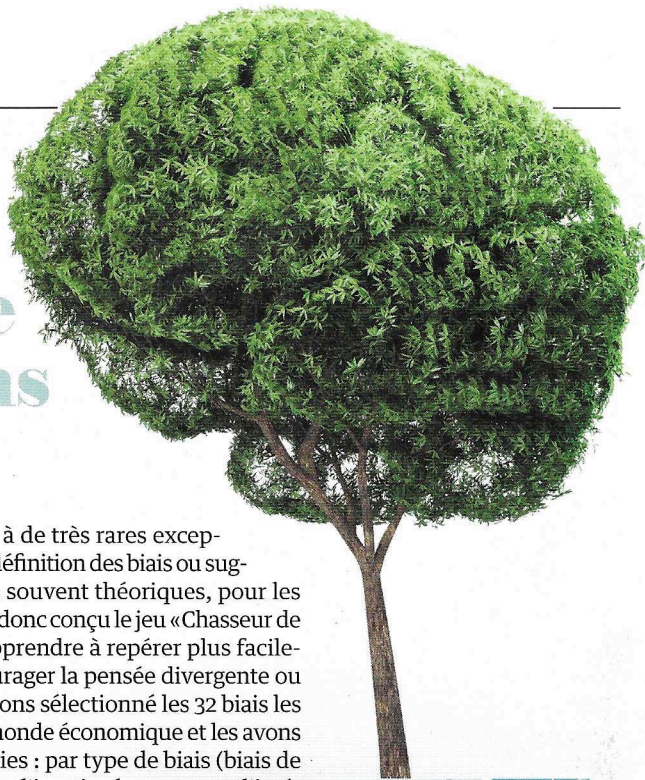 e
as
à de très rares excep-
définition des biais ou sug-
souvent théoriques, pour les
donc conçu le jeu «Chasseur de
pprendre à repérer plus facile-
urager la pensée divergente ou
ons sélectionné les 32 biais les
monde économique et les avons
ies : par type de biais (biais de